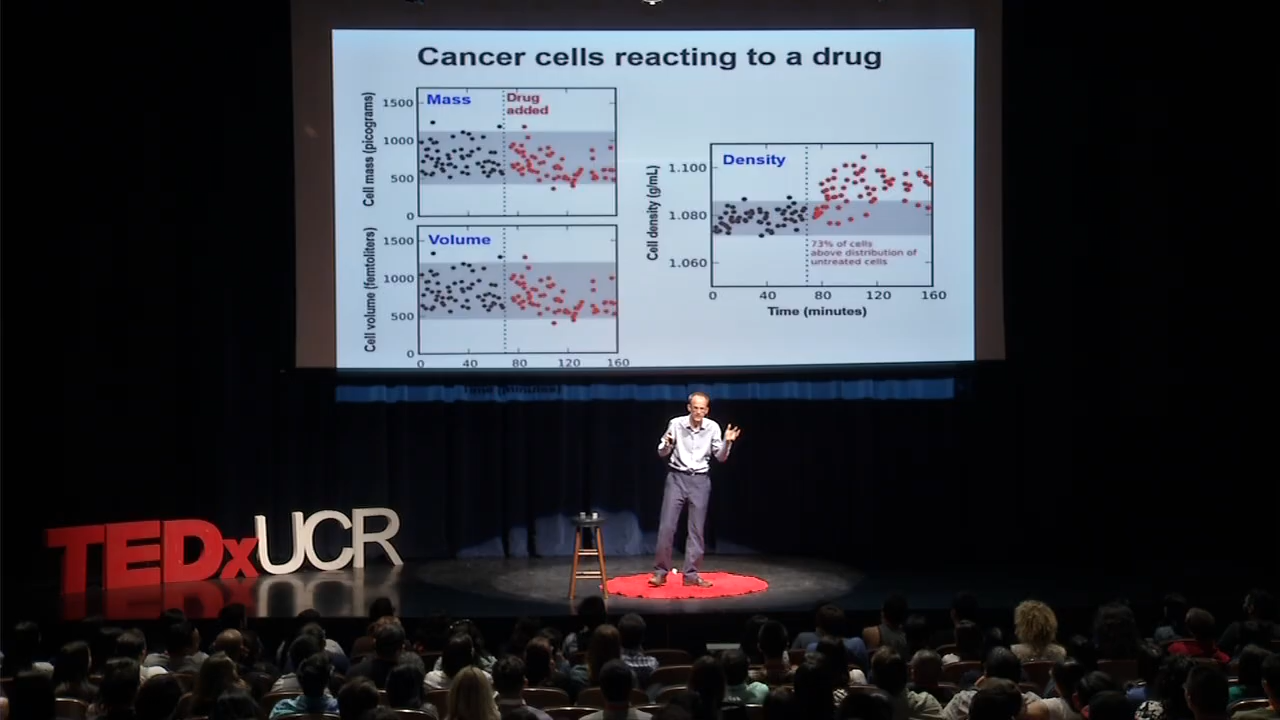 Cancer cells reacting to a drug
Cell mass (picograms)
1500
1000
500
0
Mass
Drug
added
Cell volume (femtoliters)
1500
1000
500
0
Volume
0 40 80 120 160
Time (minutes)
Cell density (g/mL)
1.100
1.080
1.060
Density
73% of cells
above distribution of
untreated cells
0 40 80 120 160
Time (minutes)
TEDxUCR